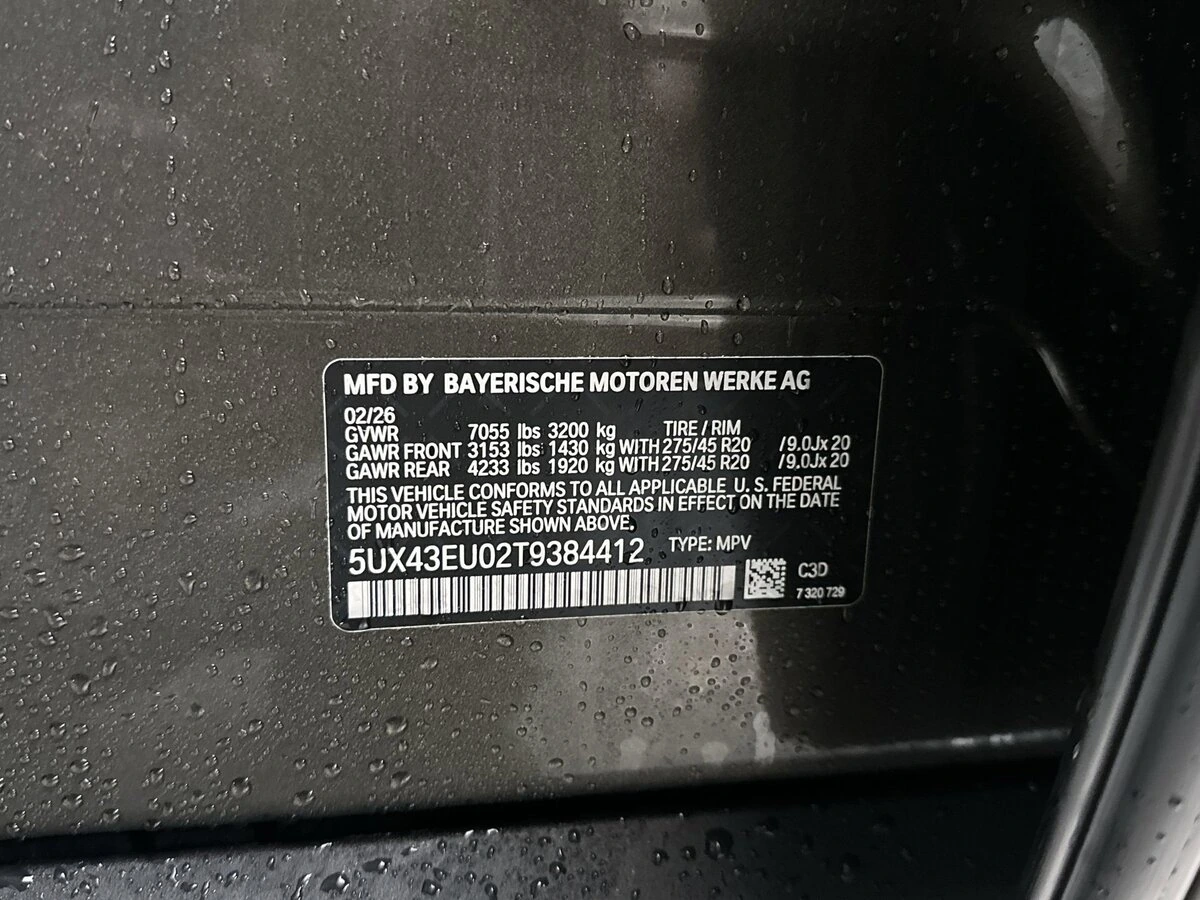 MFD BY BAYERISCHE MOTOREN WERKE AG
02/26
GVWR 7055 lbs 3200 kg TIRE / RIM
GAWR FRONT 3153 lbs 1430 kg WITH 275/45 R20 /9.0Jx 20
GAWR REAR 4233 lbs 1920 kg WITH 275/45 R20 /9.0Jx 20
THIS VEHICLE CONFORMS TO ALL APPLICABLE U. S. FEDERAL
MOTOR VEHICLE SAFETY STANDARDS IN EFFECT ON THE DATE
OF MANUFACTURE SHOWN ABOVE.
5UX43EU02T9384412 TYPE: MPV
C3D
7 320 729